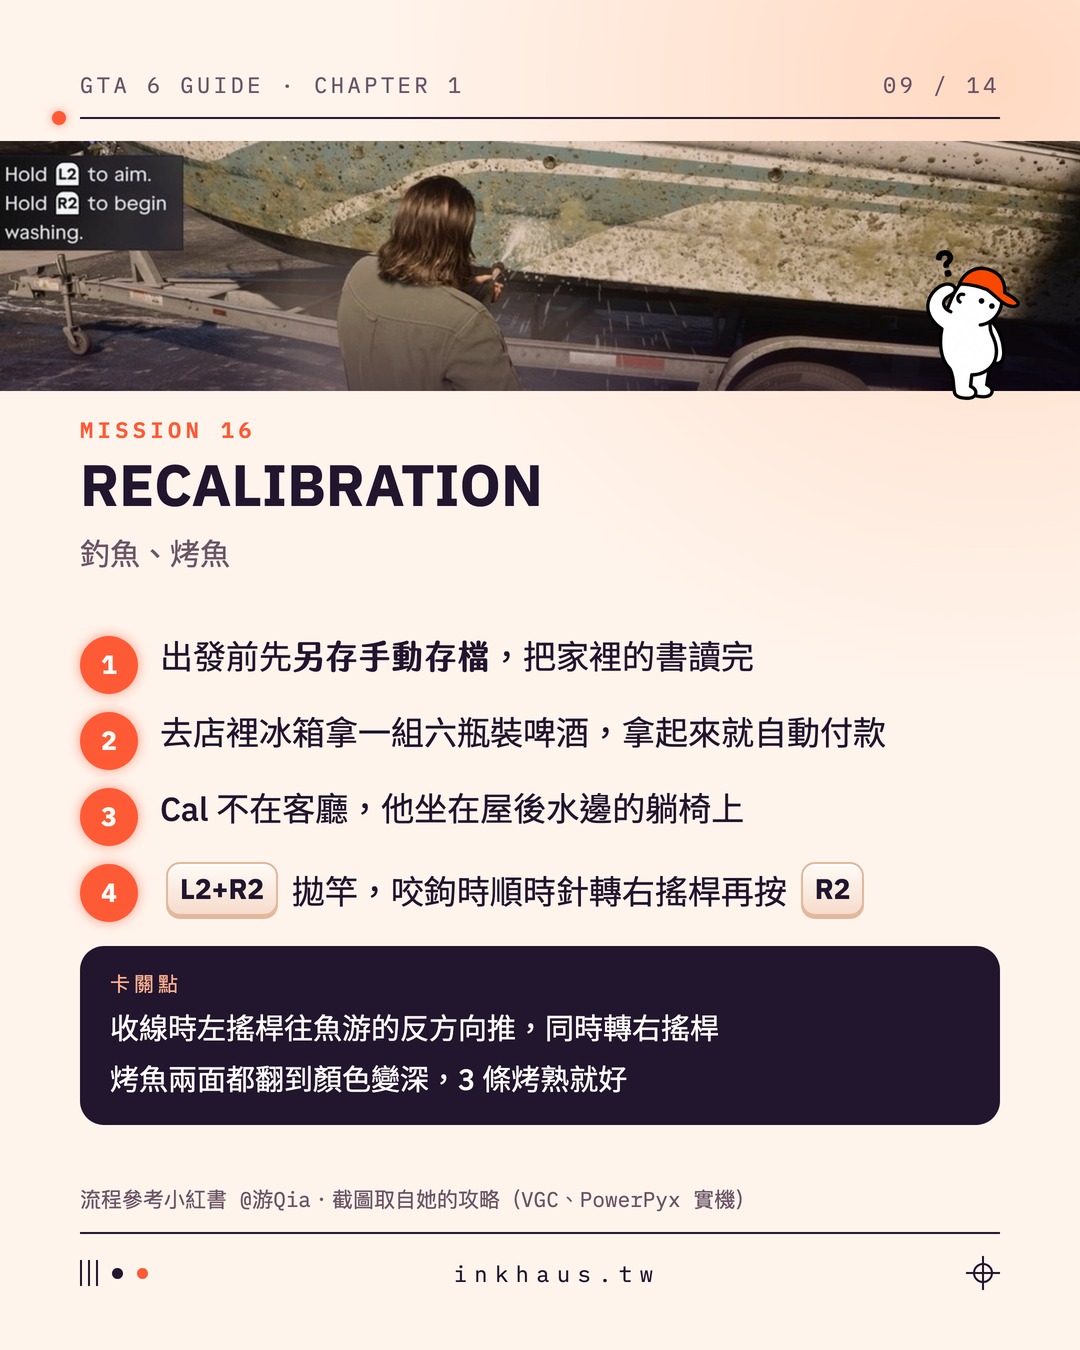 GTA 6 GUIDE · CHAPTER 1
09 / 14
Hold L2 to aim.
Hold R2 to begin
washing.
?
MISSION 16
RECALIBRATION
釣魚、烤魚
1 出發前先另存手動存檔，把家裡的書讀完
2 去店裡冰箱拿一組六瓶裝啤酒，拿起來就自動付款
3 Cal 不在客廳，他坐在屋後水邊的躺椅上
4 L2+R2 拋竿，咬鉤時順時針轉右搖桿再按 R2
卡關點
收線時左搖桿往魚游的反方向推，同時轉右搖桿
烤魚兩面都翻到顏色變深，3 條烤熟就好
流程參考小紅書 @游Qia · 截圖取自她的攻略（VGC、PowerPyx 實機）
inkhaus.tw